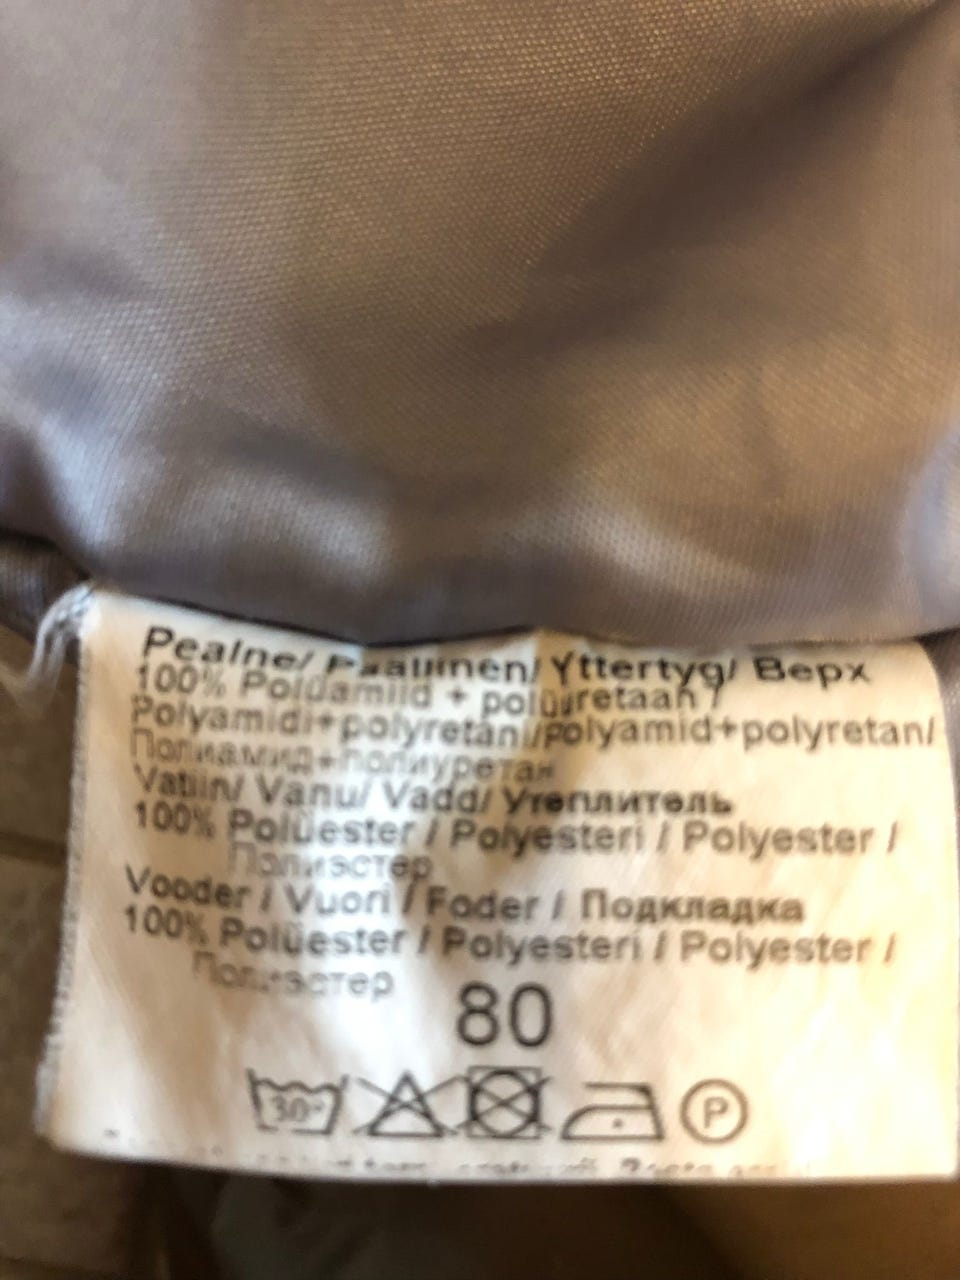 Pealne/ Päällinen/ Yttertyg/ Верх
100% Polüamiid + polüuretaan /
Polyamidi+polyretani/polyamid+polyretan/
Полиамид+полиуретан
Vatiin/ Vanu/ Vadd/ Утеплитель
100% Polüester / Polyesteri / Polyester /
Полиэстер
Vooder / Vuori / Foder / Подкладка
100% Polüester / Polyesteri / Polyester /
Полиэстер
80
30° P